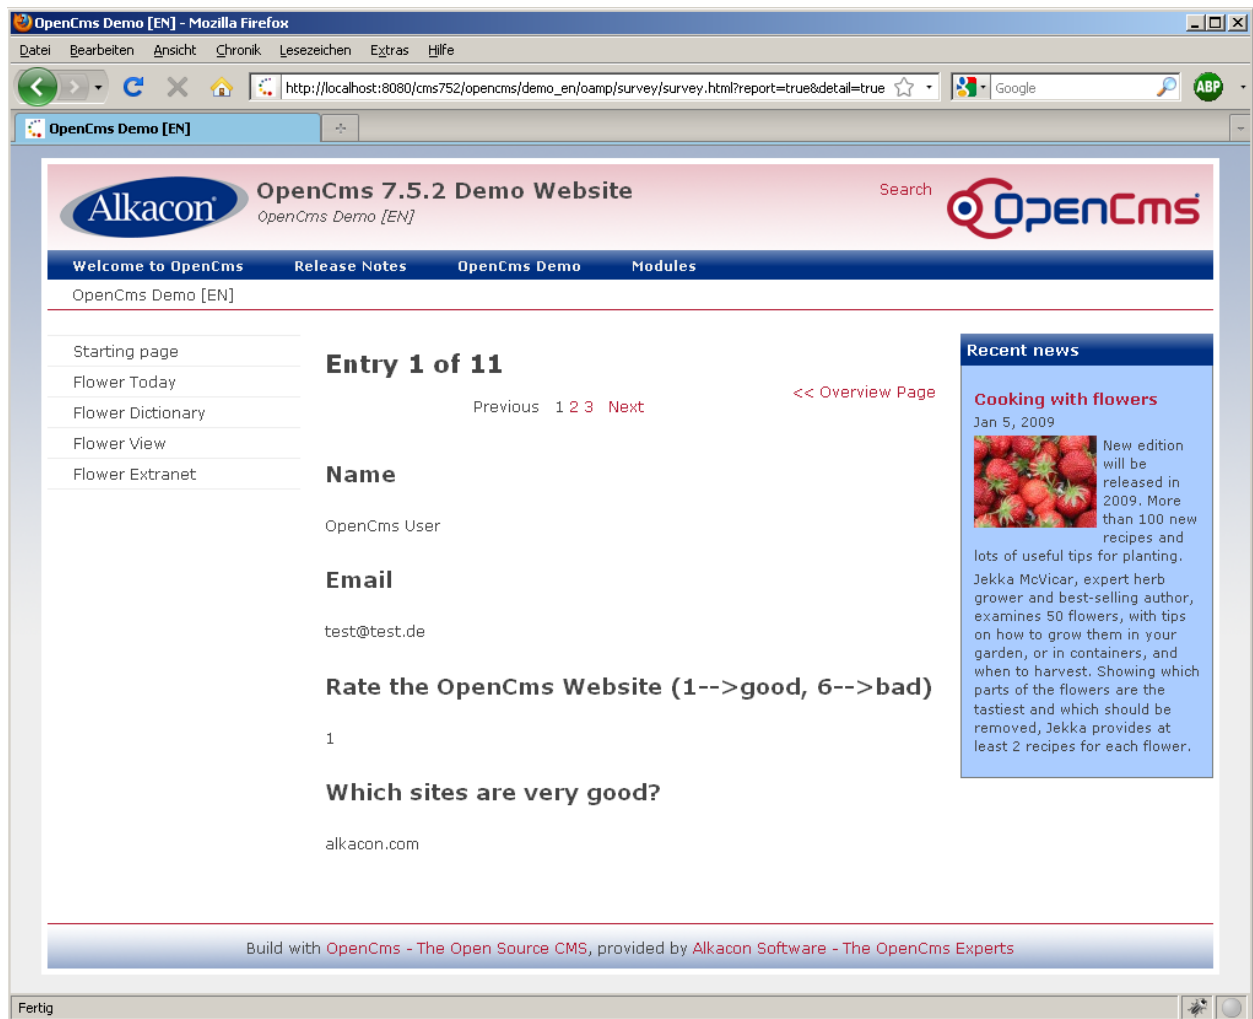 OpenCms Demo [EN] - Mozilla Firefox
Datei Bearbeiten Ansicht Chronik Lesezeichen Extras Hilfe
http://localhost:8080/cms752/opencms/demo_en/oamp/survey/survey.html?report=true&detail=true
Google
ABP
OpenCms Demo [EN]
Alkacon
OpenCms 7.5.2 Demo Website
OpenCms Demo [EN]
Search
OpenCms
Welcome to OpenCms Release Notes OpenCms Demo Modules
OpenCms Demo [EN]
Starting page
Flower Today
Flower Dictionary
Flower View
Flower Extranet
Entry 1 of 11
<< Overview Page
Previous 1 2 3 Next
Name
OpenCms User
Email
test@test.de
Rate the OpenCms Website (1-->good, 6-->bad)
1
Which sites are very good?
alkacon.com
Recent news
Cooking with flowers
Jan 5, 2009
New edition
will be
released in
2009. More
than 100 new
recipes and
lots of useful tips for planting.
Jekka McVicar, expert herb
grower and best-selling author,
examines 50 flowers, with tips
on how to grow them in your
garden, or in containers, and
when to harvest. Showing which
parts of the flowers are the
tastiest and which should be
removed, Jekka provides at
least 2 recipes for each flower.
Build with OpenCms - The Open Source CMS, provided by Alkacon Software - The OpenCms Experts
Fertig